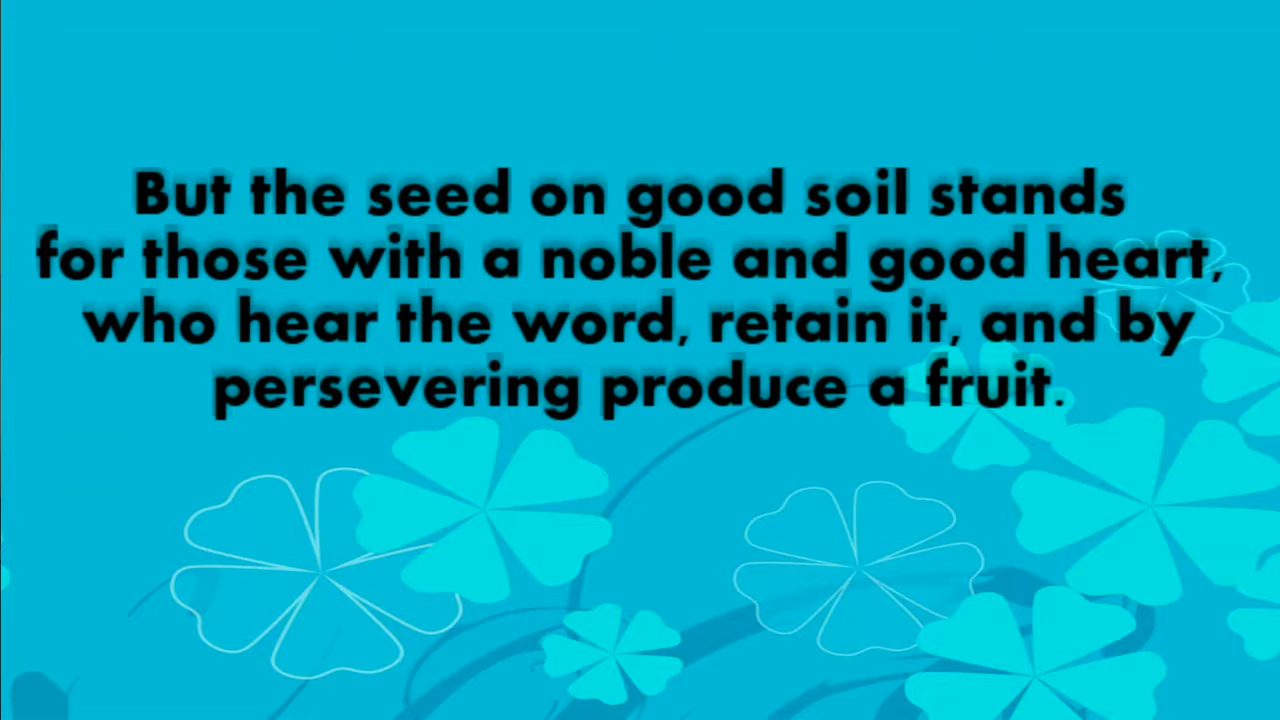 But the seed on good soil stands
for those with a noble and good heart,
who hear the word, retain it, and by
persevering produce a fruit.